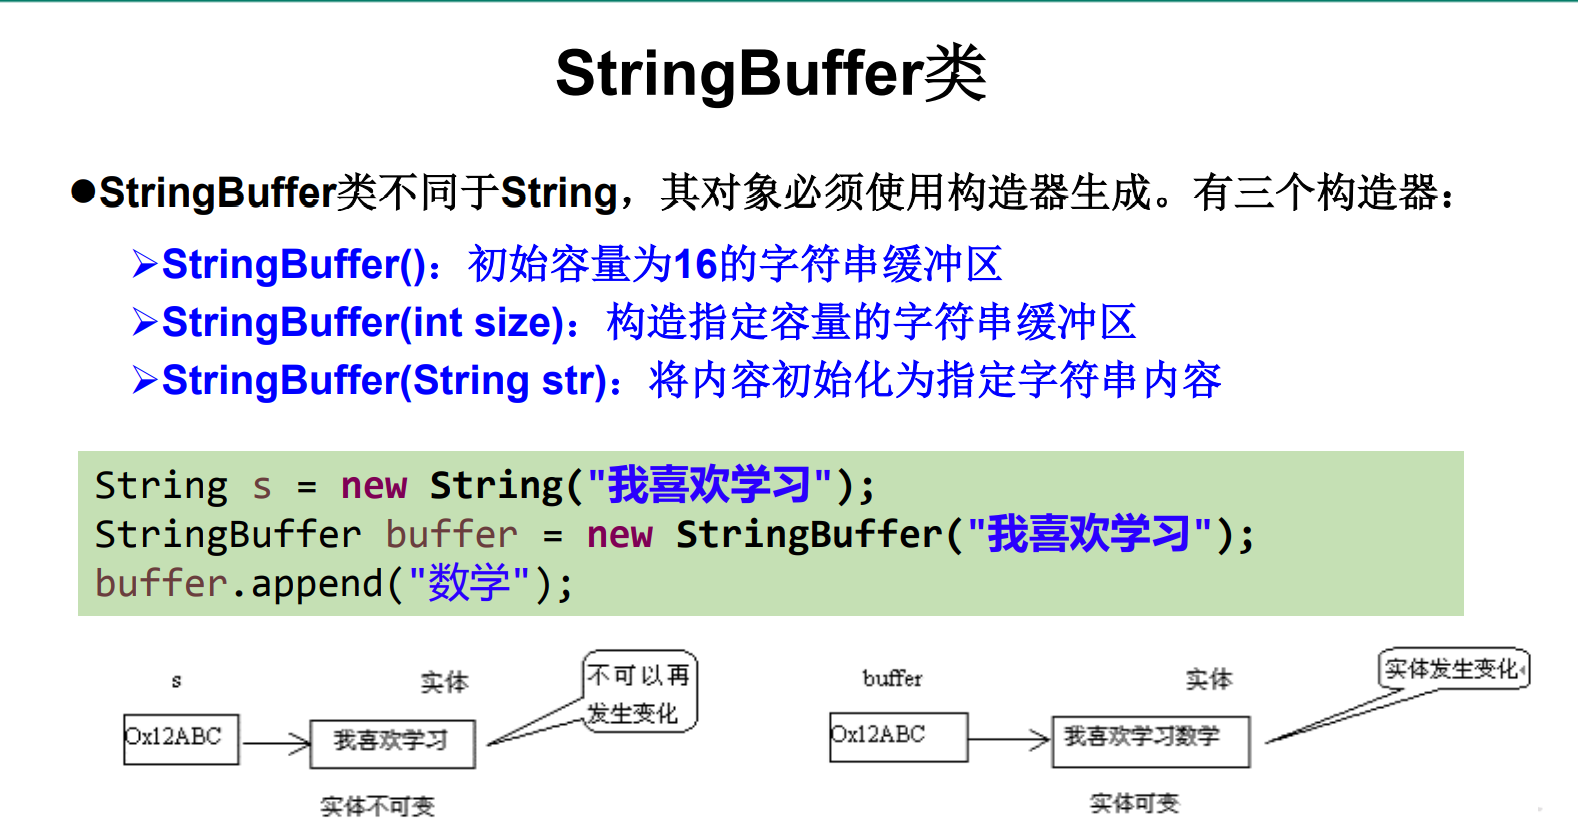 StringBuffer类
●StringBuffer类不同于String，其对象必须使用构造器生成。有三个构造器：
➢StringBuffer()：初始容量为16的字符串缓冲区
➢StringBuffer(int size)：构造指定容量的字符串缓冲区
➢StringBuffer(String str)：将内容初始化为指定字符串内容
String s = new String("我喜欢学习");
StringBuffer buffer = new StringBuffer("我喜欢学习");
buffer.append("数学");
s
实体
不可以再
发生变化
0x12ABC
我喜欢学习
实体不可变
buffer
实体
实体发生变化
0x12ABC
我喜欢学习数学
实体可变